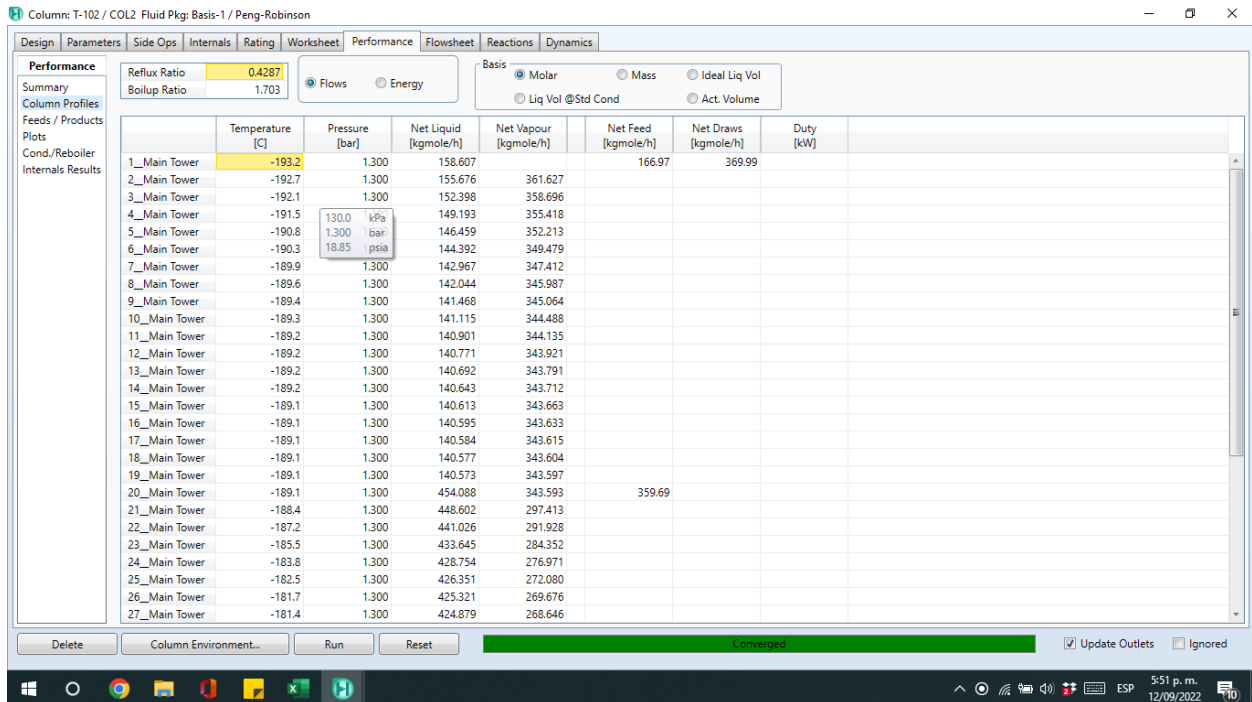 Column: T-102 / COL2 Fluid Pkg: Basis-1 / Peng-Robinson
Design Parameters Side Ops Internals Rating Worksheet Performance Flowsheet Reactions Dynamics
Performance
Summary
Column Profiles
Feeds / Products
Plots
Cond./Reboiler
Internals Results
Reflux Ratio 0.4287
Boilup Ratio 1.703
Flows Energy
Basis
Molar Mass Ideal Liq Vol
Liq Vol @Std Cond Act. Volume
Temperature Pressure Net Liquid Net Vapour Net Feed Net Draws Duty
[C] [bar] [kgmole/h] [kgmole/h] [kgmole/h] [kgmole/h] [kW]
1__Main Tower -193.2 1.300 158.607 166.97 369.99
2__Main Tower -192.7 1.300 155.676 361.627
3__Main Tower -192.1 1.300 152.398 358.696
4__Main Tower -191.5 149.193 355.418
5__Main Tower -190.8 146.459 352.213
6__Main Tower -190.3 144.392 349.479
130.0 kPa
1.300 bar
18.85 psia
7__Main Tower -189.9 1.300 142.967 347.412
8__Main Tower -189.6 1.300 142.044 345.987
9__Main Tower -189.4 1.300 141.468 345.064
10__Main Tower -189.3 1.300 141.115 344.488
11__Main Tower -189.2 1.300 140.901 344.135
12__Main Tower -189.2 1.300 140.771 343.921
13__Main Tower -189.2 1.300 140.692 343.791
14__Main Tower -189.2 1.300 140.643 343.712
15__Main Tower -189.1 1.300 140.613 343.663
16__Main Tower -189.1 1.300 140.595 343.633
17__Main Tower -189.1 1.300 140.584 343.615
18__Main Tower -189.1 1.300 140.577 343.604
19__Main Tower -189.1 1.300 140.573 343.597
20__Main Tower -189.1 1.300 454.088 343.593 359.69
21__Main Tower -188.4 1.300 448.602 297.413
22__Main Tower -187.2 1.300 441.026 291.928
23__Main Tower -185.5 1.300 433.645 284.352
24__Main Tower -183.8 1.300 428.754 276.971
25__Main Tower -182.5 1.300 426.351 272.080
26__Main Tower -181.7 1.300 425.321 269.676
27__Main Tower -181.4 1.300 424.879 268.646
Delete Column Environment... Run Reset Converged Update Outlets Ignored
ESP
5:51 p. m.
12/09/2022
10